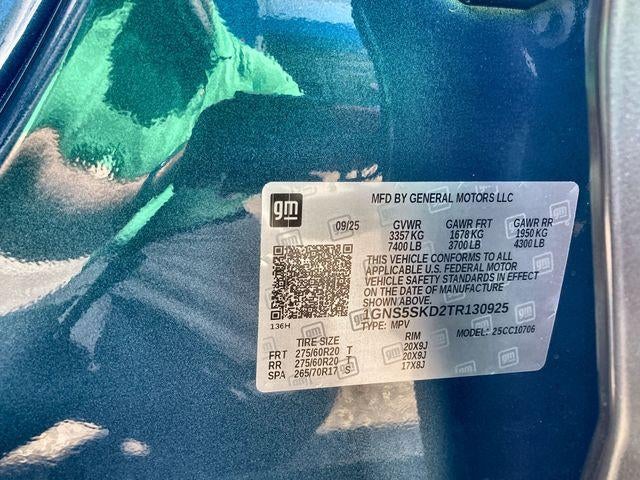 gm
MFD BY GENERAL MOTORS LLC
09/25 GVWR GAWR FRT GAWR RR
3357 KG 1678 KG 1950 KG
7400 LB 3700 LB 4300 LB
THIS VEHICLE CONFORMS TO ALL
APPLICABLE U.S. FEDERAL MOTOR
VEHICLE SAFETY STANDARDS IN EFFECT
ON THE DATE OF MANUFACTURE
SHOWN ABOVE.
1GNS5SKD2TR130925
136H
TYPE: MPV MODEL: 25CC10706
TIRE SIZE RIM
FRT 275/60R20 T 20X9J
RR 275/60R20 T 20X9J
SPA 265/70R17 S 17X8J